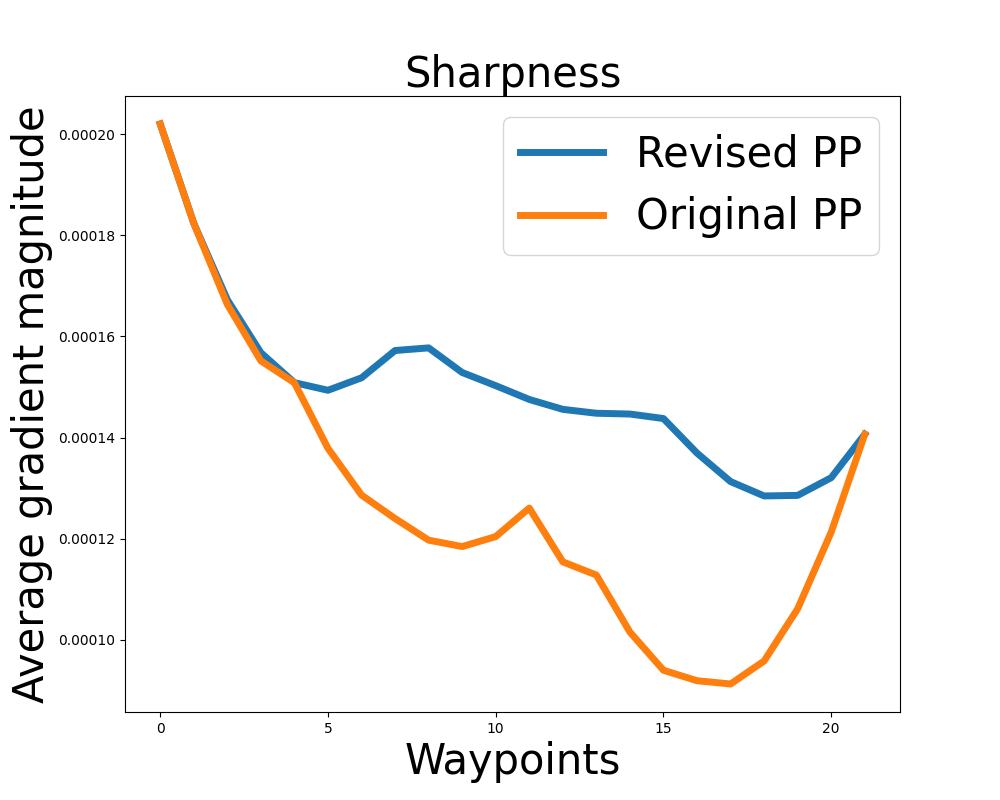 Sharpness
Average gradient magnitude
0.00020
0.00018
0.00016
0.00014
0.00012
0.00010
Revised PP
Original PP
0 5 10 15 20
Waypoints